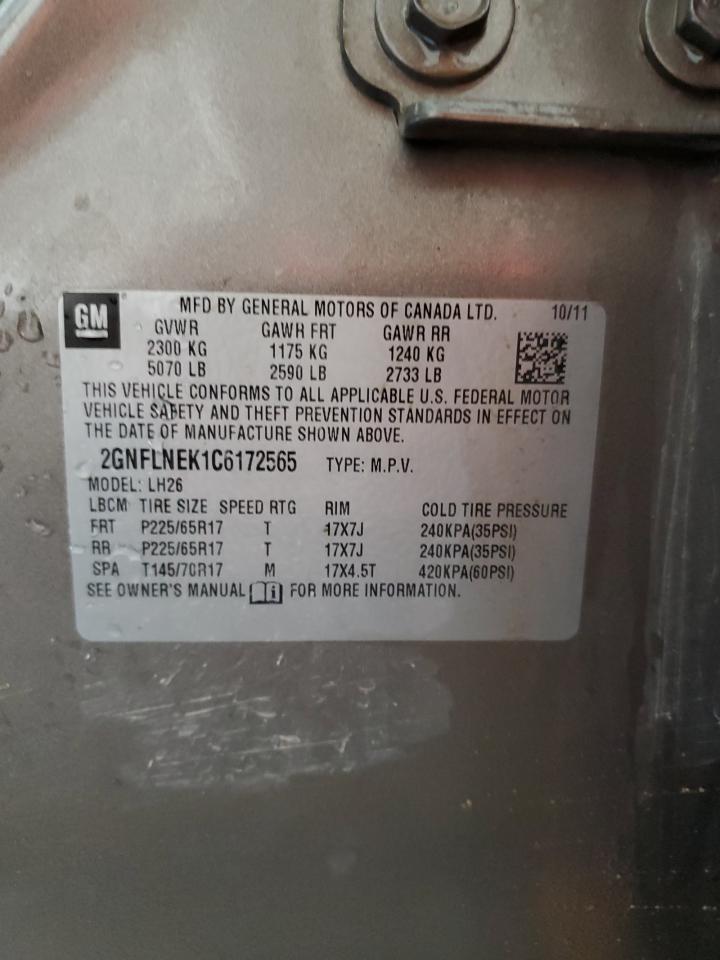 GM
MFD BY GENERAL MOTORS OF CANADA LTD. 10/11
GVWR GAWR FRT GAWR RR
2300 KG 1175 KG 1240 KG
5070 LB 2590 LB 2733 LB
THIS VEHICLE CONFORMS TO ALL APPLICABLE U.S. FEDERAL MOTOR
VEHICLE SAFETY AND THEFT PREVENTION STANDARDS IN EFFECT ON
THE DATE OF MANUFACTURE SHOWN ABOVE.
2GNFLNEK1C6172565 TYPE: M.P.V.
MODEL: LH26
LBCM TIRE SIZE SPEED RTG RIM COLD TIRE PRESSURE
FRT P225/65R17 T 17X7J 240KPA(35PSI)
RR P225/65R17 T 17X7J 240KPA(35PSI)
SPA T145/70R17 M 17X4.5T 420KPA(60PSI)
SEE OWNER'S MANUAL FOR MORE INFORMATION.